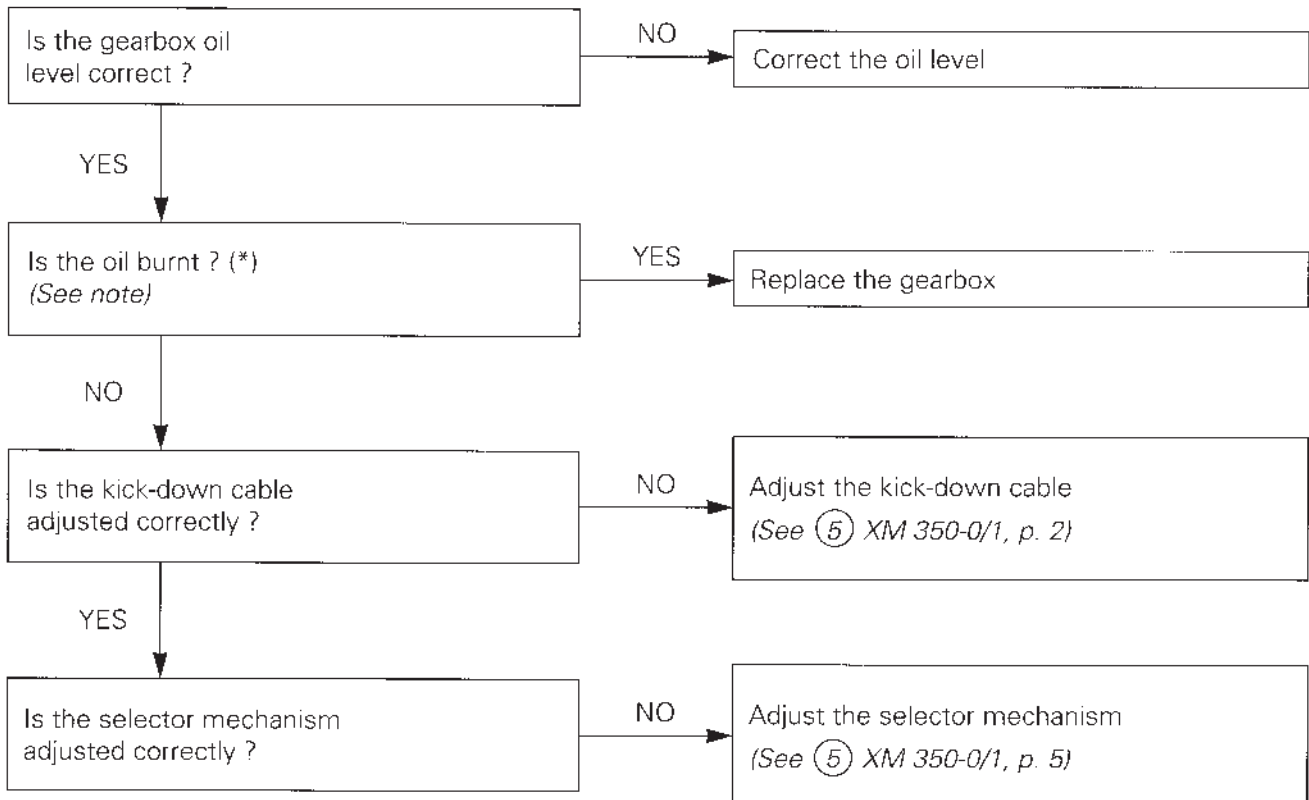 Is the gearbox oil
level correct ?
NO
Correct the oil level
YES
Is the oil burnt ? (*)
(See note)
YES
Replace the gearbox
NO
Is the kick-down cable
adjusted correctly ?
NO
Adjust the kick-down cable
(See ⑤ XM 350-0/1, p. 2)
YES
Is the selector mechanism
adjusted correctly ?
NO
Adjust the selector mechanism
(See ⑤ XM 350-0/1, p. 5)